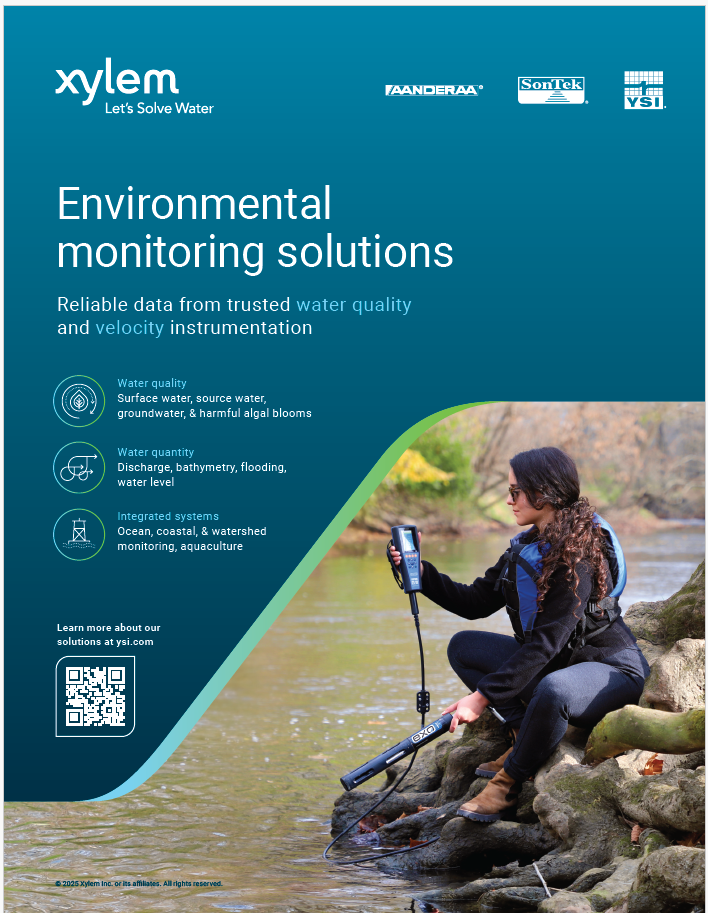 xylem
Let's Solve Water
AANDERAA
SonTek
YSI
Environmental
monitoring solutions
Reliable data from trusted water quality
and velocity instrumentation
Water quality
Surface water, source water,
groundwater, & harmful algal blooms
Water quantity
Discharge, bathymetry, flooding,
water level
Integrated systems
Ocean, coastal, & watershed
monitoring, aquaculture
Learn more about our
solutions at ysi.com
EXO
© 2025 Xylem Inc. or its affiliates. All rights reserved.